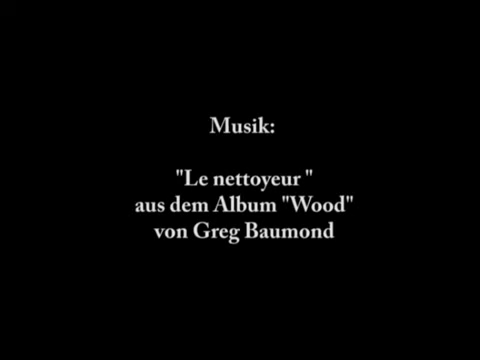 Musik:
"Le nettoyeur "
aus dem Album "Wood"
von Greg Baumond